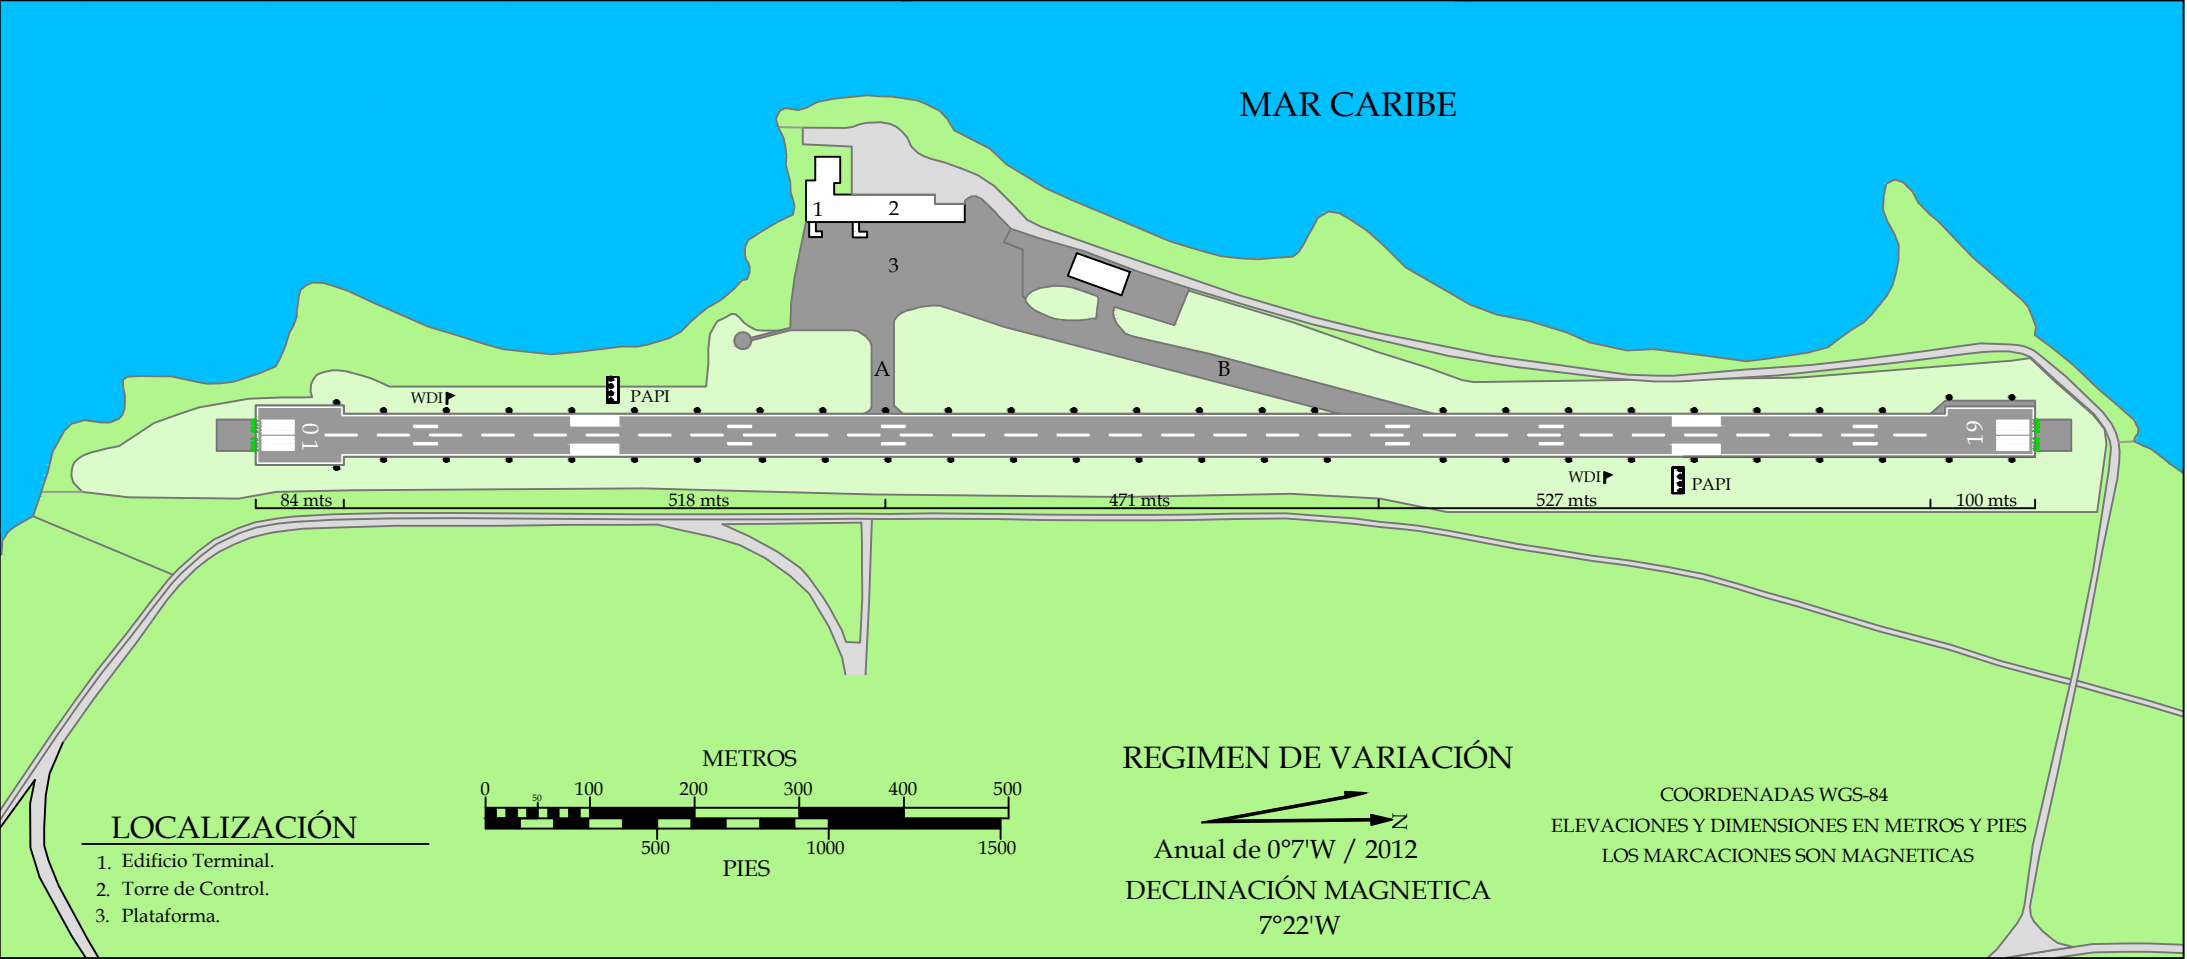 MAR CARIBE
1
2
3
A
B
WDI
PAPI
01
19
WDI
PAPI
84 mts
518 mts
471 mts
527 mts
100 mts
METROS
0
50
100
200
300
400
500
500
1000
1500
PIES
LOCALIZACIÓN
1. Edificio Terminal.
2. Torre de Control.
3. Plataforma.
REGIMEN DE VARIACIÓN
N
Anual de 0°7'W / 2012
DECLINACIÓN MAGNETICA
7°22'W
COORDENADAS WGS-84
ELEVACIONES Y DIMENSIONES EN METROS Y PIES
LOS MARCACIONES SON MAGNETICAS